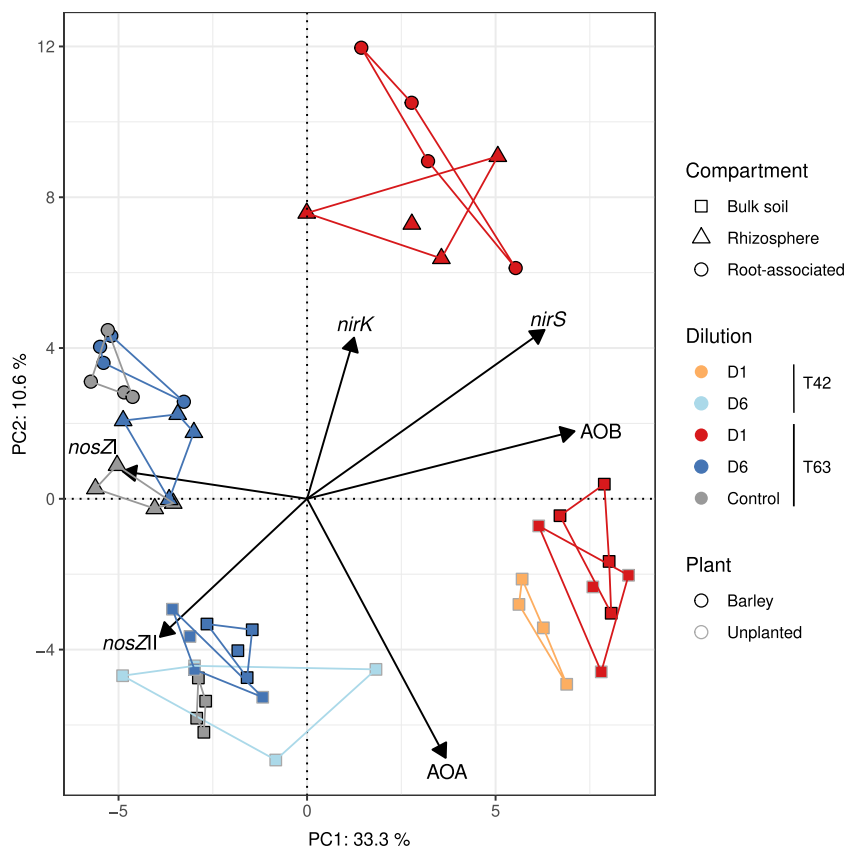 12
8
4
0
−4
−5
0
5
PC2: 10.6 %
PC1: 33.3 %
nirK
nirS
AOB
nosZI
nosZII
AOA
Compartment
Bulk soil
Rhizosphere
Root-associated
Dilution
D1
D6
T42
D1
D6
Control
T63
Plant
Barley
Unplanted